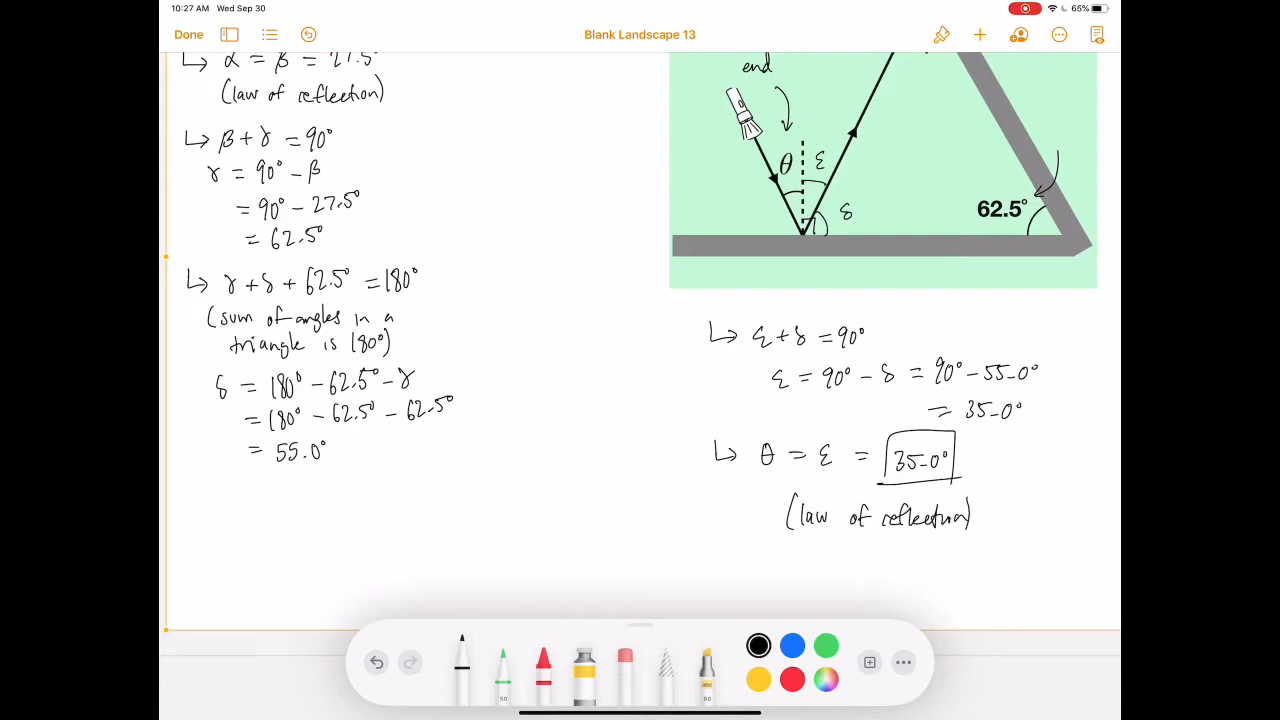 10:27 AM Wed Sep 30
66%
Done
Blank Landscape 13
↳ α = β = 27.5°
(law of reflection)
↳ β + γ = 90°
γ = 90° - β
= 90° - 27.5°
= 62.5°
↳ γ + δ + 62.5° = 180°
(sum of angles in a
triangle is 180°)
δ = 180° - 62.5° - γ
= 180° - 62.5° - 62.5°
= 55.0°
end
θ
ε
δ
62.5°
↳ ε + δ = 90°
ε = 90° - δ = 90° - 55.0°
= 35.0°
↳ θ = ε = 35.0°
(law of reflection)
50
50